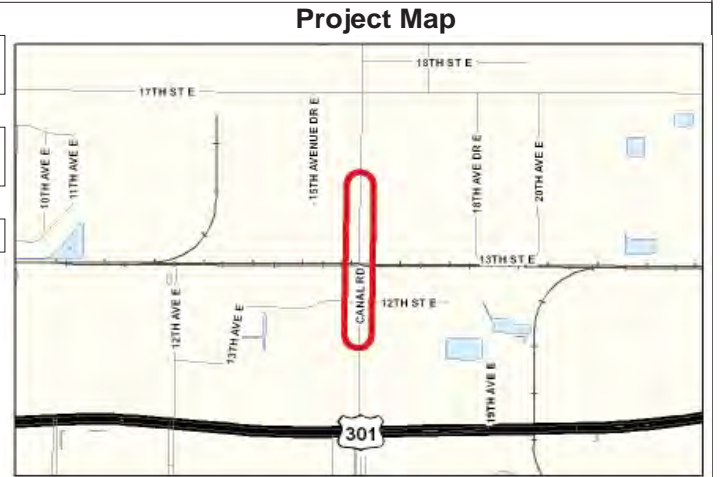 Project Map
18TH ST E
17TH ST E
15TH AVENUE DR E
10TH AVE E
11TH AVE E
18TH AVE DR E
20TH AVE E
13TH ST E
CANAL RD
12TH ST E
12TH AVE E
13TH AVE E
19TH AVE E
301